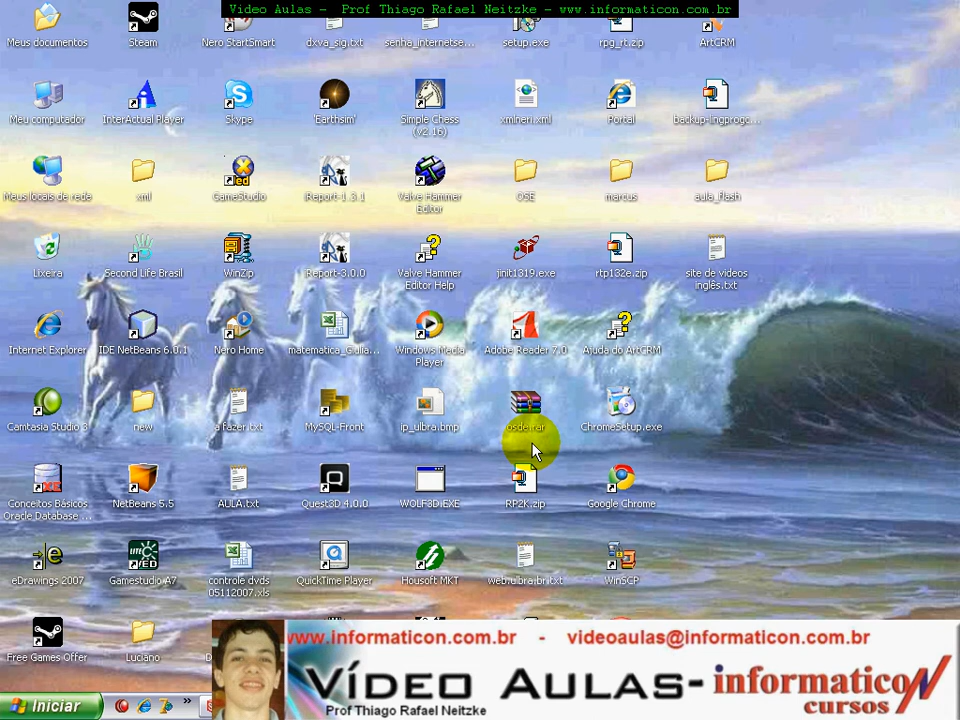 Video Aulas - Prof Thiago Rafael Neitzke - www.informaticon.com.br
Meus documentos
Steam
Nero StartSmart
dxva_sig.txt
senha_internetse...
setup.exe
rpg_rt.zip
ArtCRM
Meu computador
InterActual Player
Skype
'Earthsim'
Simple Chess
(v2.16)
xmlneri.xml
Portal
backup-lingprogc...
Meus locais de rede
xml
GameStudio
iReport-1.3.1
Valve Hammer
Editor
OSE
marcus
aula_flash
Lixeira
Second Life Brasil
WinZip
iReport-3.0.0
Valve Hammer
Editor Help
jinit1319.exe
rtp132e.zip
site de videos
inglês.txt
Internet Explorer
IDE NetBeans 6.0.1
Nero Home
Windows Media
Player
Adobe Reader 7.0
Ajuda do ArtCRM
Camtasia Studio 3
new
a fazer.txt
MySQL-Front
ip_ulbra.bmp
ChromeSetup.exe
Conceitos Básicos
Oracle Database ...
NetBeans 5.5
AULA.txt
Quest3D 4.0.0
WOLF3D.EXE
RP2K.zip
Google Chrome
eDrawings 2007
Gamestudio A7
controle dvds
05112007.xls
QuickTime Player
Housoft MKT
web.ulbra.br.txt
WinSCP
Free Games Offer
Luciano
www.informaticon.com.br - videoaulas@informaticon.com.br
Vídeo Aulas- informaticon
cursos
Prof Thiago Rafael Neitzke
Iniciar